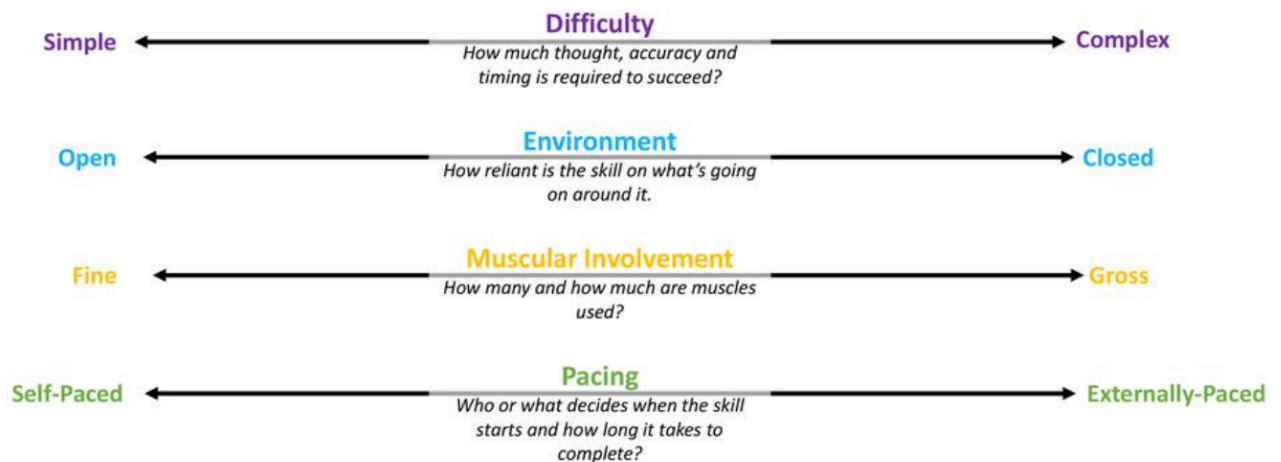 Difficulty
Simple
Complex
How much thought, accuracy and
timing is required to succeed?
Environment
Open
Closed
How reliant is the skill on what's going
on around it.
Muscular Involvement
Fine
Gross
How many and how much are muscles
used?
Pacing
Self-Paced
Externally-Paced
Who or what decides when the skill
starts and how long it takes to
complete?